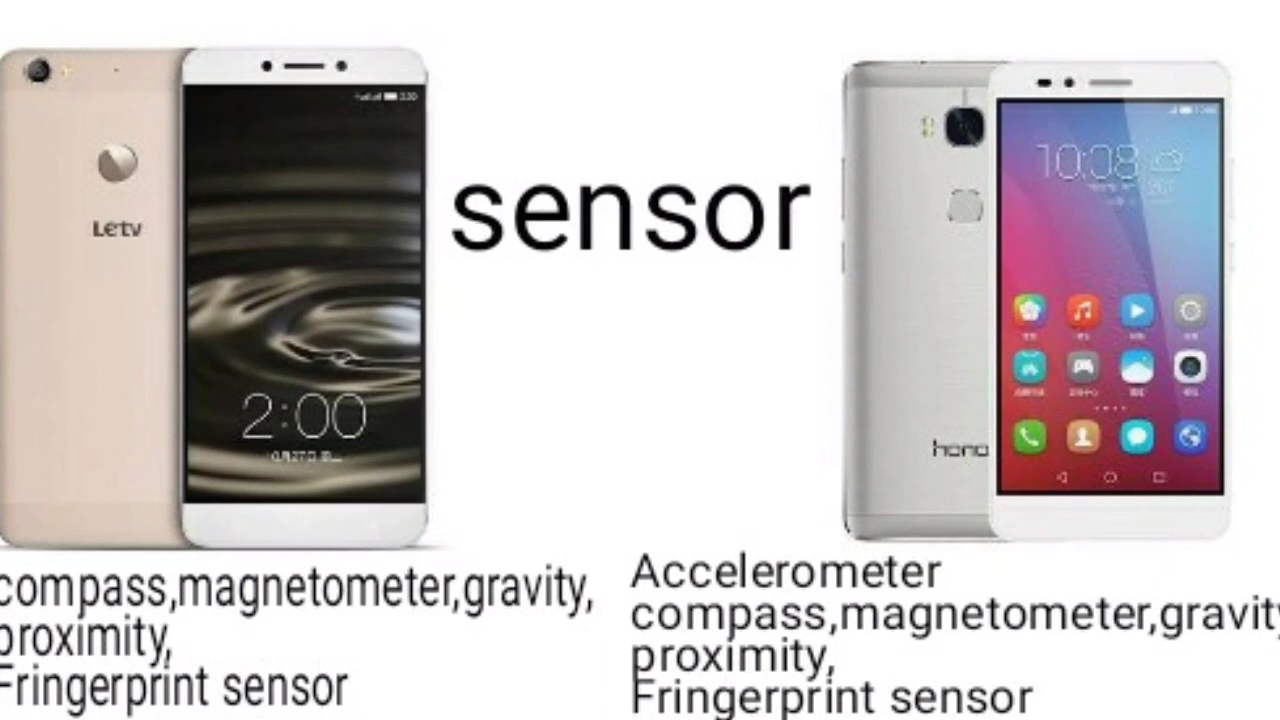 Letv
2:00
sensor
10:08
hono
compass,magnetometer,gravity,
proximity,
Fringerprint sensor
Accelerometer
compass,magnetometer,gravity
proximity,
Fringerprint sensor